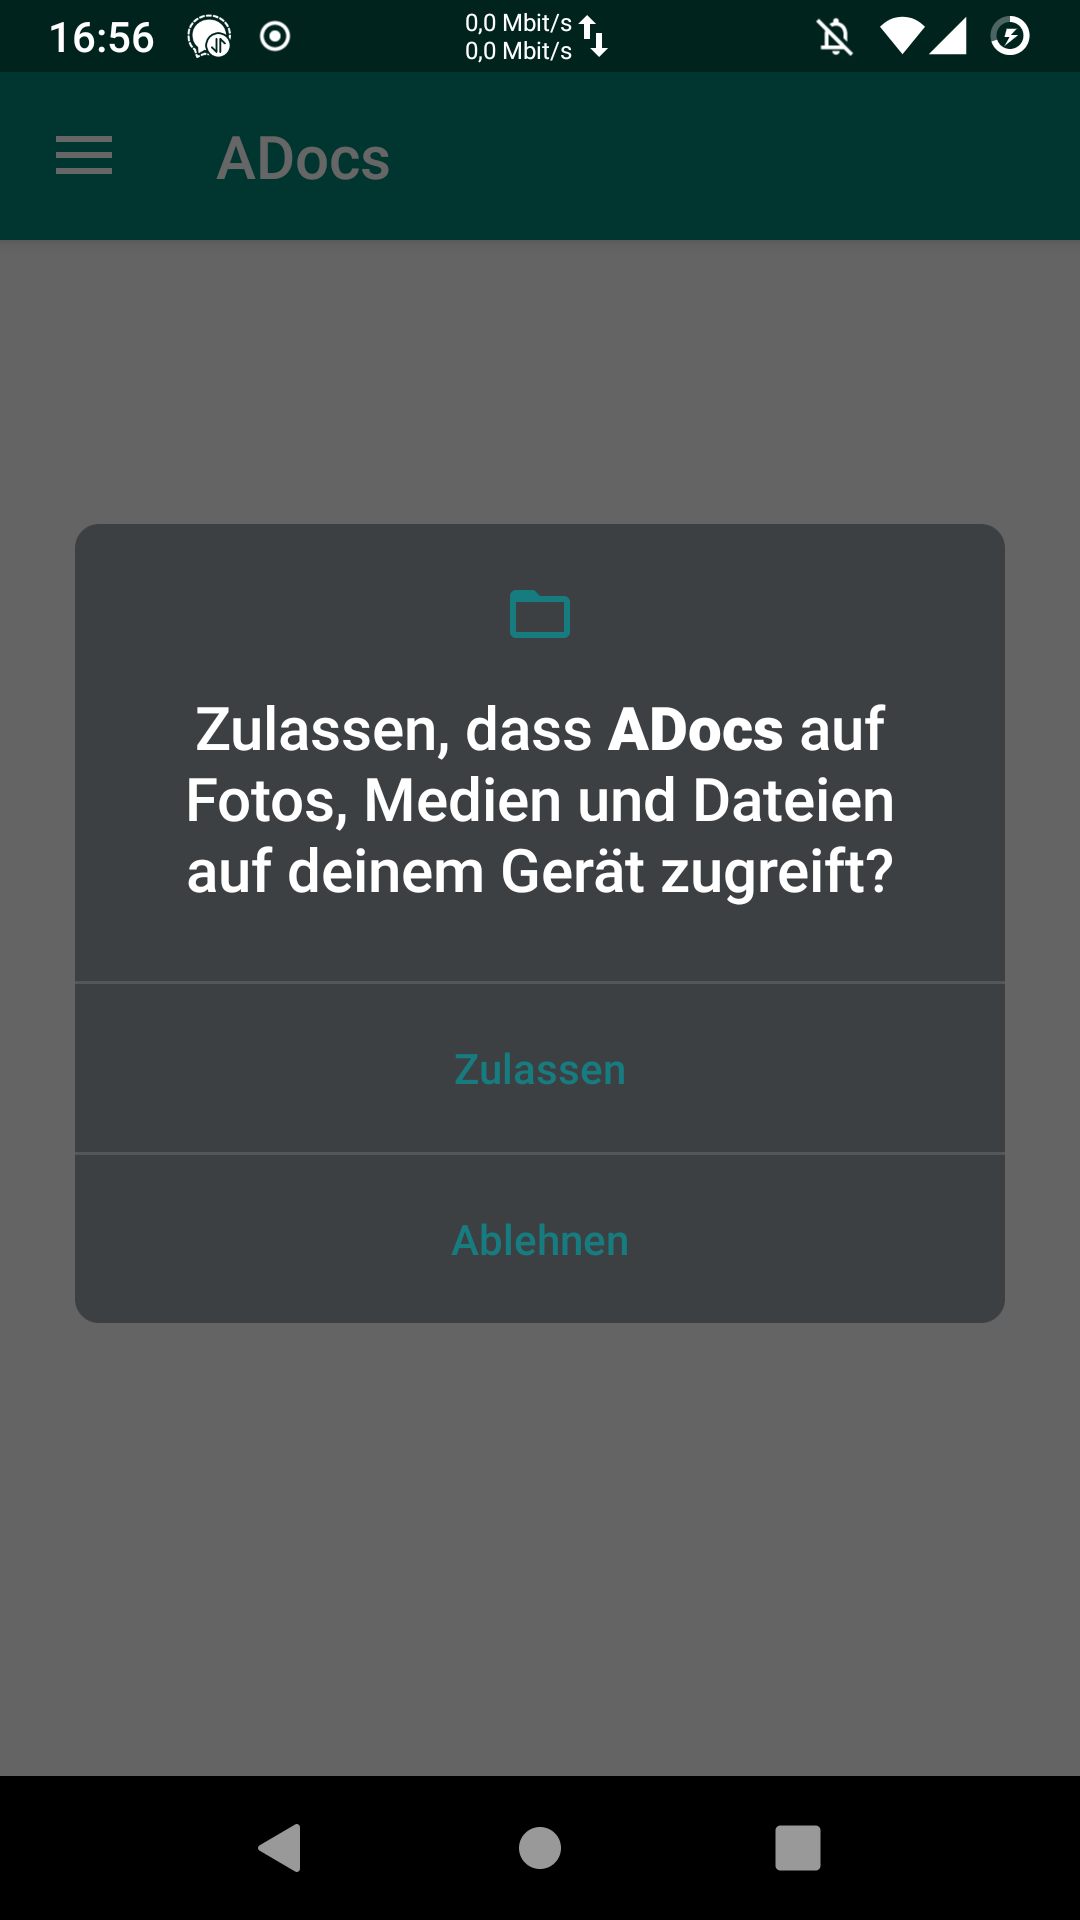 16:56
0,0 Mbit/s
0,0 Mbit/s
ADocs
Zulassen, dass ADocs auf
Fotos, Medien und Dateien
auf deinem Gerät zugreift?
Zulassen
Ablehnen